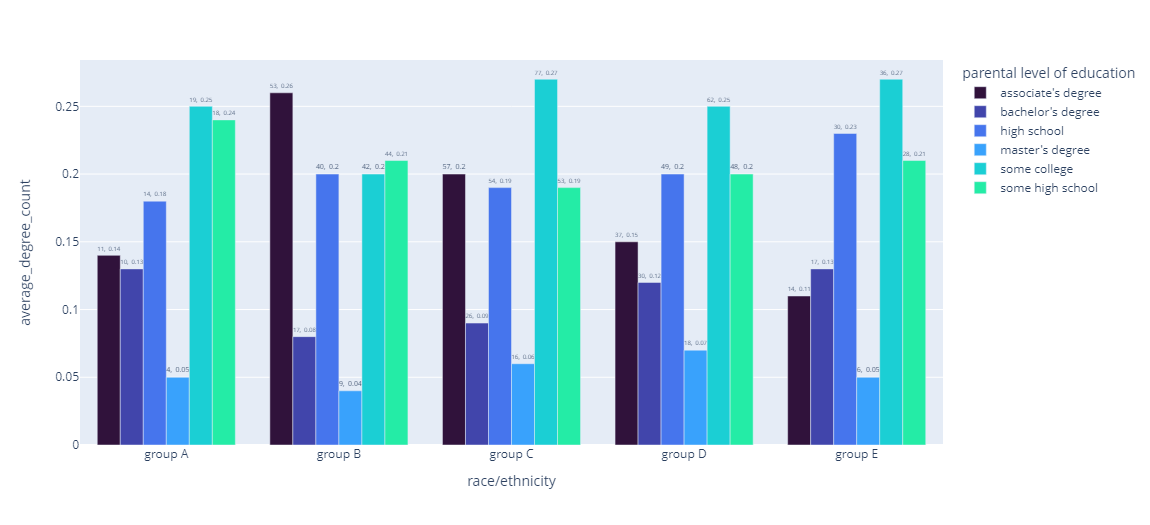 parental level of education
associate's degree
bachelor's degree
high school
master's degree
some college
some high school
average_degree_count
0.25
0.2
0.15
0.1
0.05
0
11, 0.14
10, 0.13
14, 0.18
4, 0.05
19, 0.25
18, 0.24
53, 0.26
17, 0.08
40, 0.2
9, 0.04
42, 0.2
44, 0.21
57, 0.2
26, 0.09
54, 0.19
16, 0.06
77, 0.27
53, 0.19
37, 0.15
30, 0.12
49, 0.2
18, 0.07
62, 0.25
48, 0.2
14, 0.11
17, 0.13
30, 0.23
6, 0.05
36, 0.27
28, 0.21
group A
group B
group C
group D
group E
race/ethnicity